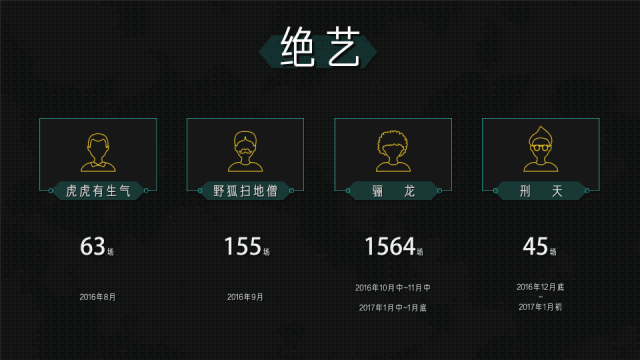 绝艺
虎虎有生气
野狐扫地僧
骊 龙
刑 天
63场
155场
1564场
45场
2016年8月
2016年9月
2016年10月中~11月中
2017年1月中~1月底
2016年12月底
~
2017年1月初